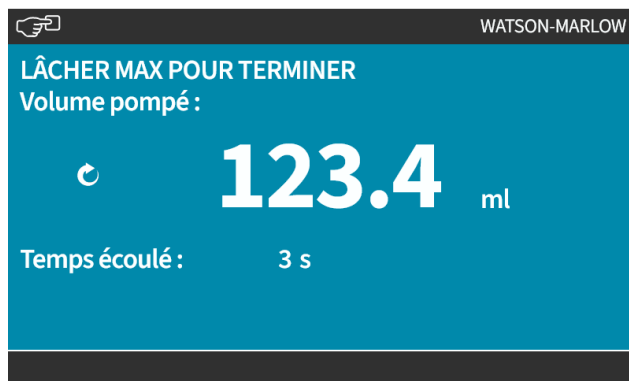 WATSON-MARLOW
LÂCHER MAX POUR TERMINER
Volume pompé :
123.4 ml
Temps écoulé : 3 s